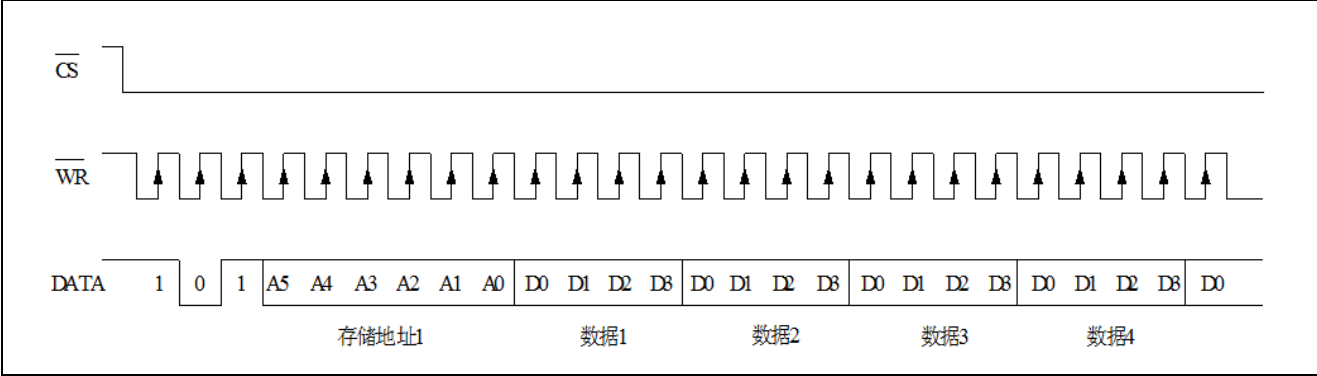 CS
WR
DATA 1 0 1 A5 A4 A3 A2 A1 A0 D0 D1 D2 D3 D0 D1 D2 D3 D0 D1 D2 D3 D0 D1 D2 D3 D0
存储地址1 数据1 数据2 数据3 数据4